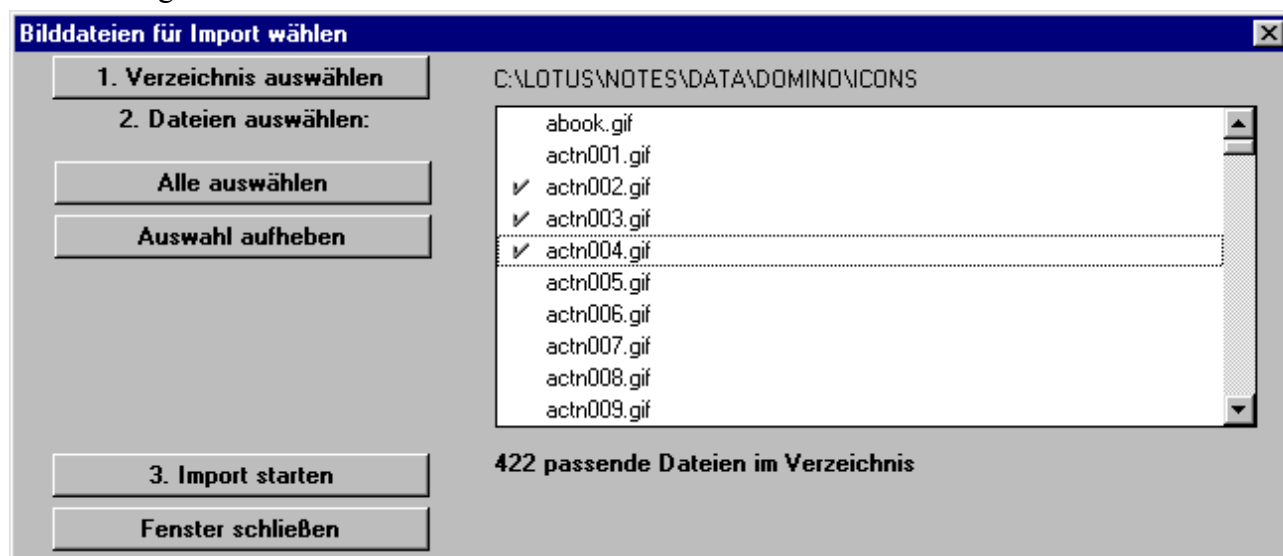 Bilddateien für Import wählen
1. Verzeichnis auswählen
C:\LOTUS\NOTES\DATA\DOMINO\ICONS
2. Dateien auswählen:
Alle auswählen
Auswahl aufheben
abook.gif
actn001.gif
actn002.gif
actn003.gif
actn004.gif
actn005.gif
actn006.gif
actn007.gif
actn008.gif
actn009.gif
3. Import starten
422 passende Dateien im Verzeichnis
Fenster schließen